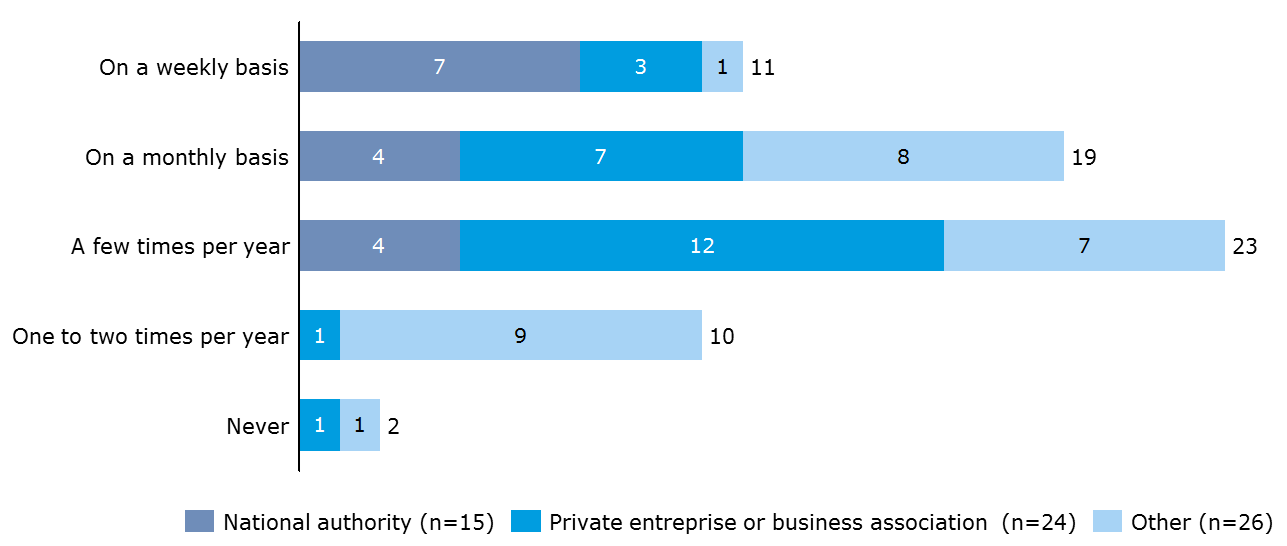 On a weekly basis 7 3 1 11
On a monthly basis 4 7 8 19
A few times per year 4 12 7 23
One to two times per year 1 9 10
Never 1 1 2
National authority (n=15) Private entreprise or business association (n=24) Other (n=26)